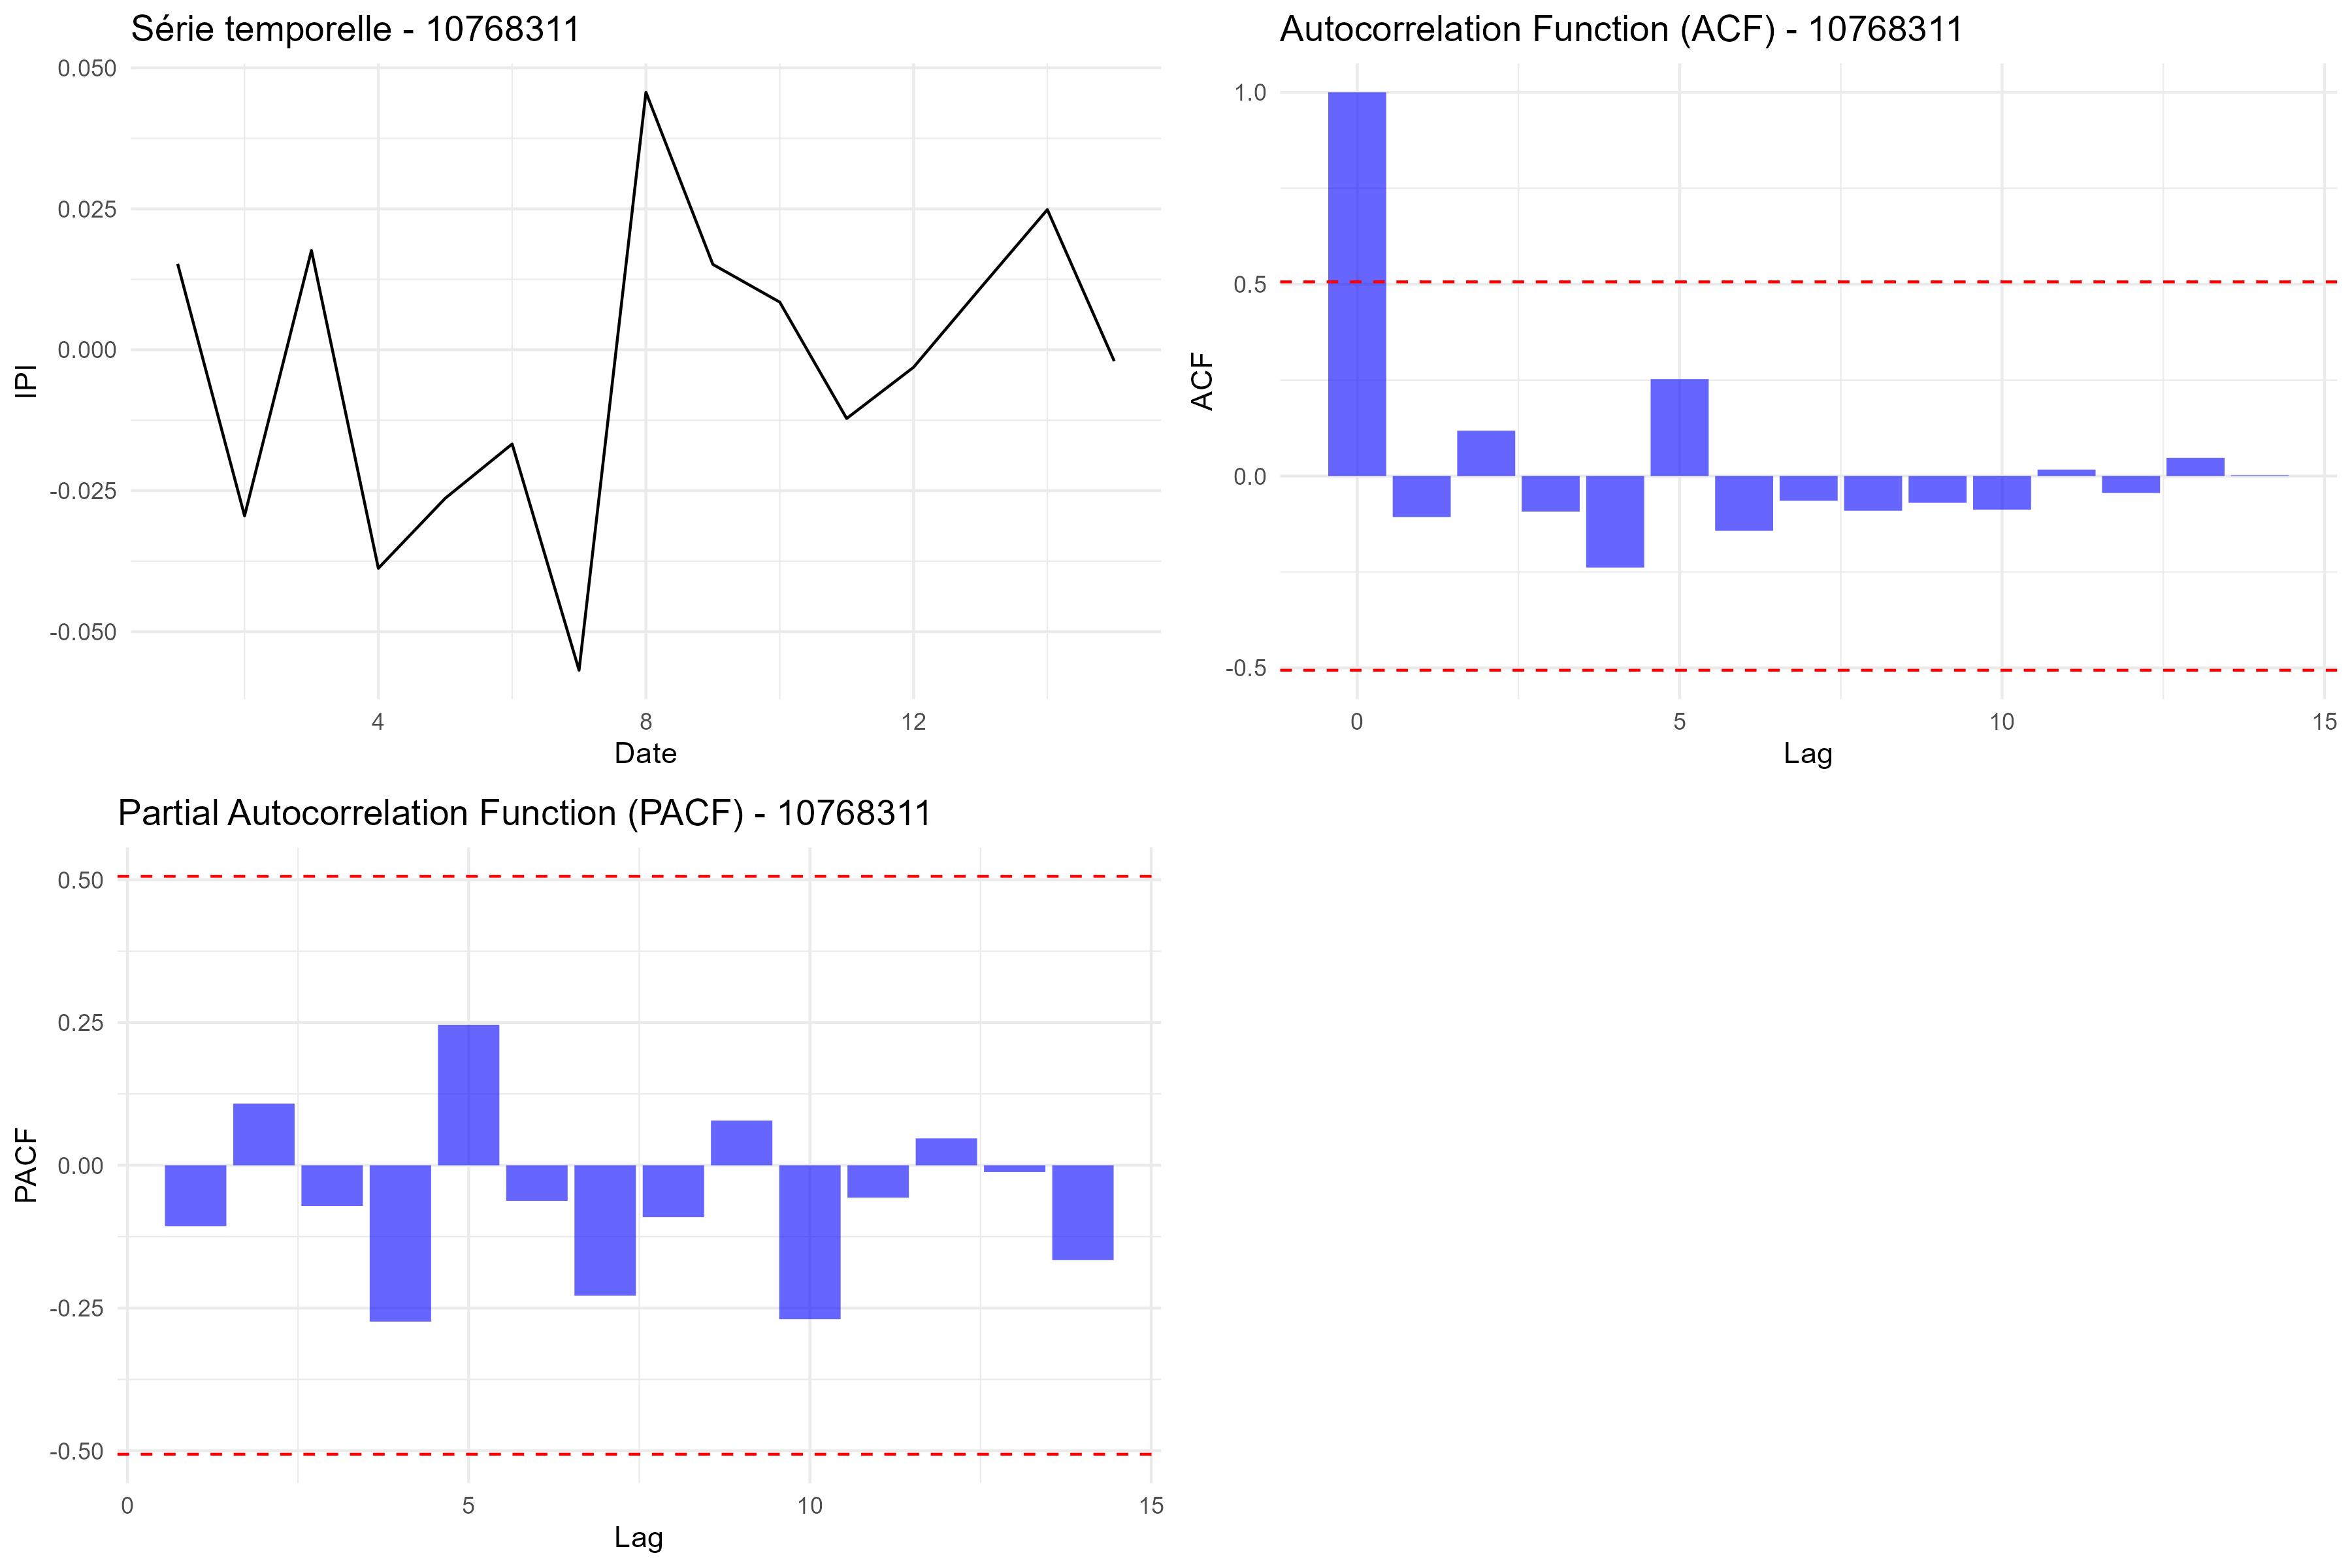 Série temporelle - 10768311
0.050
0.025
0.000
-0.025
-0.050
IPI
4
8
12
Date
Autocorrelation Function (ACF) - 10768311
1.0
0.5
0.0
-0.5
ACF
0
5
10
15
Lag
Partial Autocorrelation Function (PACF) - 10768311
0.50
0.25
0.00
-0.25
-0.50
PACF
0
5
10
15
Lag